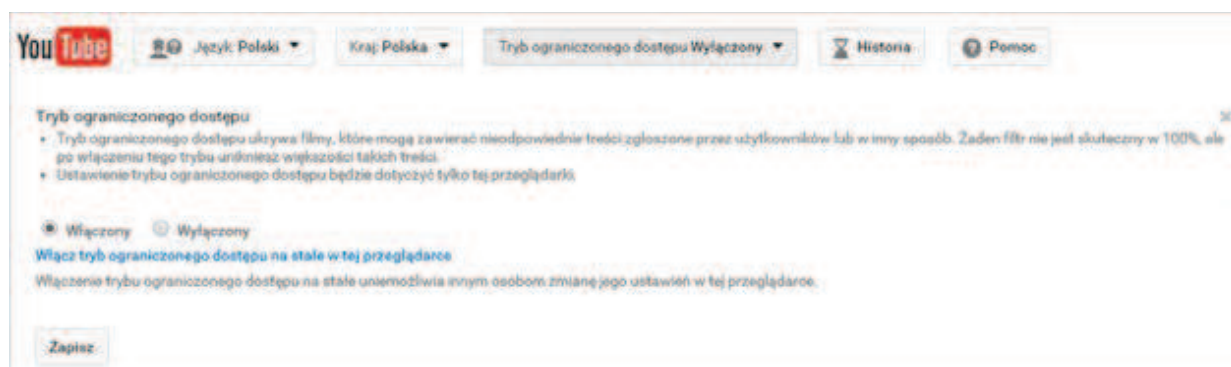 YouTube Język: Polski Kraj: Polska Tryb ograniczonego dostępu Wyłączony Historia Pomoc
Tryb ograniczonego dostępu
• Tryb ograniczonego dostępu ukrywa filmy, które mogą zawierać nieodpowiednie treści zgłoszone przez użytkowników lub w inny sposób. Żaden filtr nie jest skuteczny w 100%, ale
po włączeniu tego trybu unikniesz większości takich treści.
• Ustawienie trybu ograniczonego dostępu będzie dotyczyć tylko tej przeglądarki.
Włączony Wyłączony
Włącz tryb ograniczonego dostępu na stałe w tej przeglądarce
Włączenie trybu ograniczonego dostępu na stałe uniemożliwia innym osobom zmianę jego ustawień w tej przeglądarce.
Zapisz